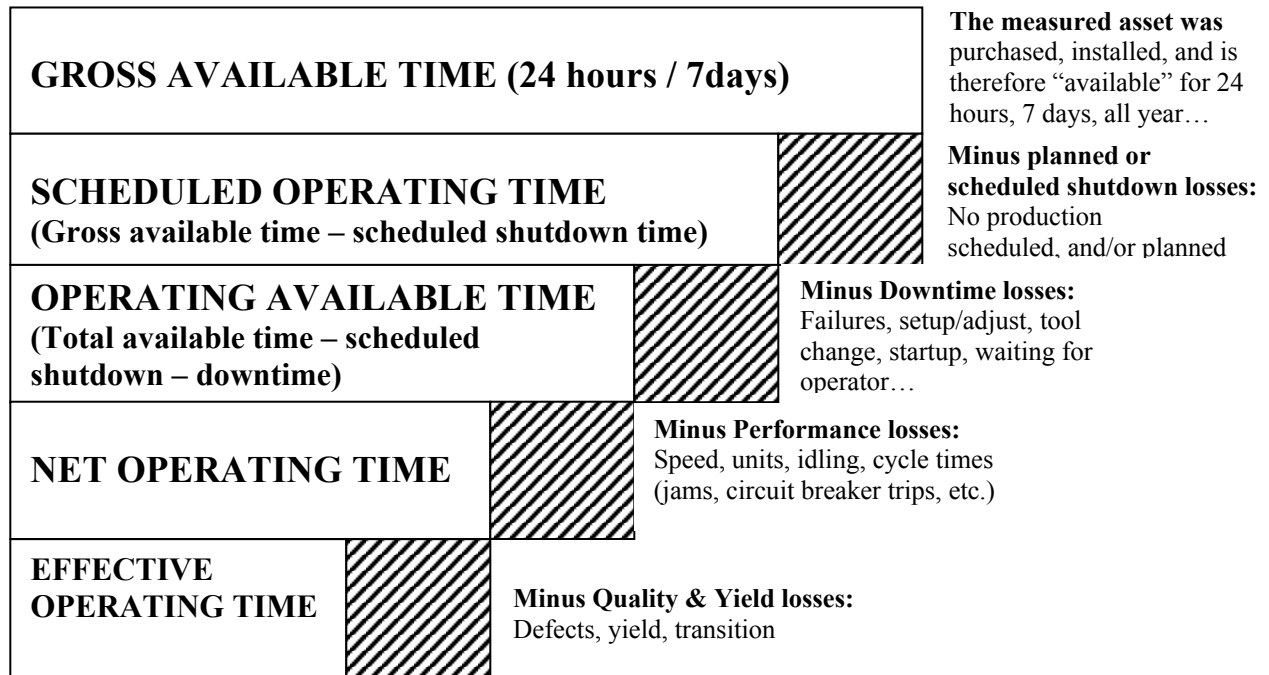 GROSS AVAILABLE TIME (24 hours / 7days)
The measured asset was
purchased, installed, and is
therefore “available” for 24
hours, 7 days, all year…
SCHEDULED OPERATING TIME
(Gross available time – scheduled shutdown time)
Minus planned or
scheduled shutdown losses:
No production
scheduled, and/or planned
OPERATING AVAILABLE TIME
(Total available time – scheduled
shutdown – downtime)
Minus Downtime losses:
Failures, setup/adjust, tool
change, startup, waiting for
operator…
NET OPERATING TIME
Minus Performance losses:
Speed, units, idling, cycle times
(jams, circuit breaker trips, etc.)
EFFECTIVE
OPERATING TIME
Minus Quality & Yield losses:
Defects, yield, transition